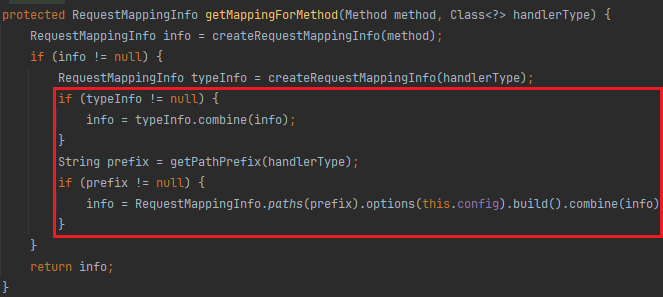 protected RequestMappingInfo getMappingForMethod(Method method, Class<?> handlerType) {
    RequestMappingInfo info = createRequestMappingInfo(method);
    if (info != null) {
        RequestMappingInfo typeInfo = createRequestMappingInfo(handlerType);
        if (typeInfo != null) {
            info = typeInfo.combine(info);
        }
        String prefix = getPathPrefix(handlerType);
        if (prefix != null) {
            info = RequestMappingInfo.paths(prefix).options(this.config).build().combine(info)
        }
    }
    return info;
}